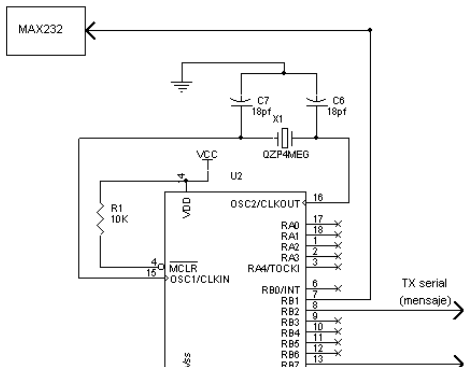 MAX232
C7
18pf
C6
18pf
X1
QZP4MEG
VCC
U2
14
VDD
OSC2/CLKOUT
16
R1
10K
RA0
17
RA1
18
RA2
1
RA3
2
RA4/TOCKI
3
4
MCLR
15
OSC1/CLKIN
RB0/INT
6
RB1
7
RB2
8
RB3
9
RB4
10
RB5
11
RB6
12
RB7
13
TX serial
(mensaje)
Vss